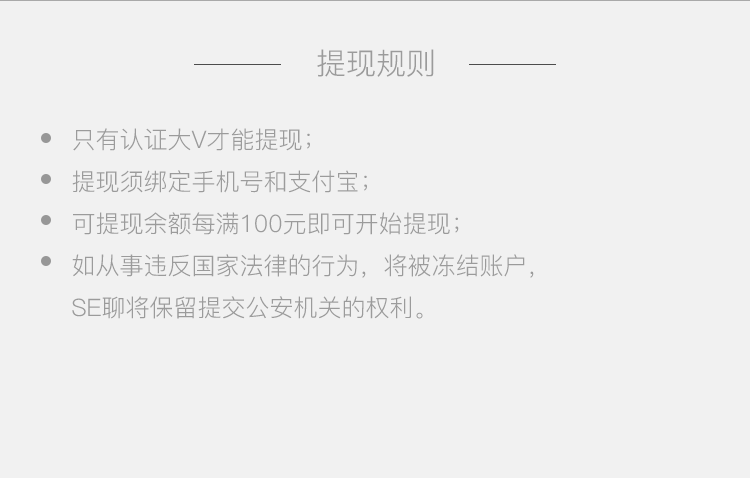 提现规则
只有认证大V才能提现；
提现须绑定手机号和支付宝；
可提现余额每满100元即可开始提现；
如从事违反国家法律的行为，将被冻结账户，
SE聊将保留提交公安机关的权利。